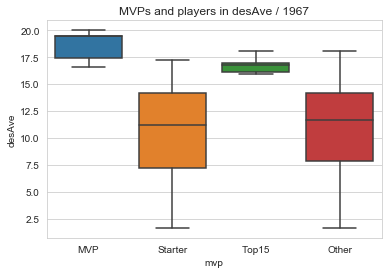 MVPs and players in desAve / 1967
desAve
20.0
17.5
15.0
12.5
10.0
7.5
5.0
2.5
MVP Starter Top15 Other
mvp